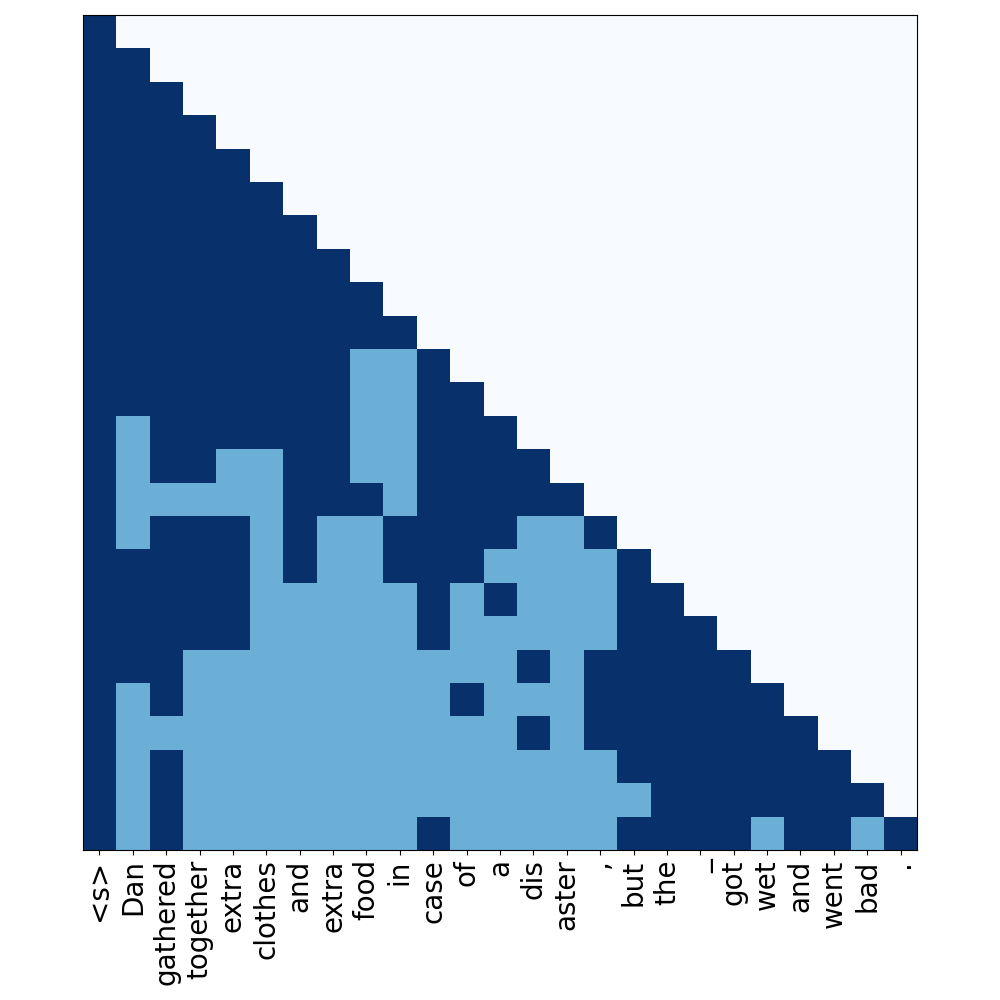 <s> Dan gathered together extra clothes and extra food in case of a dis aster , but the _ got wet and went bad .